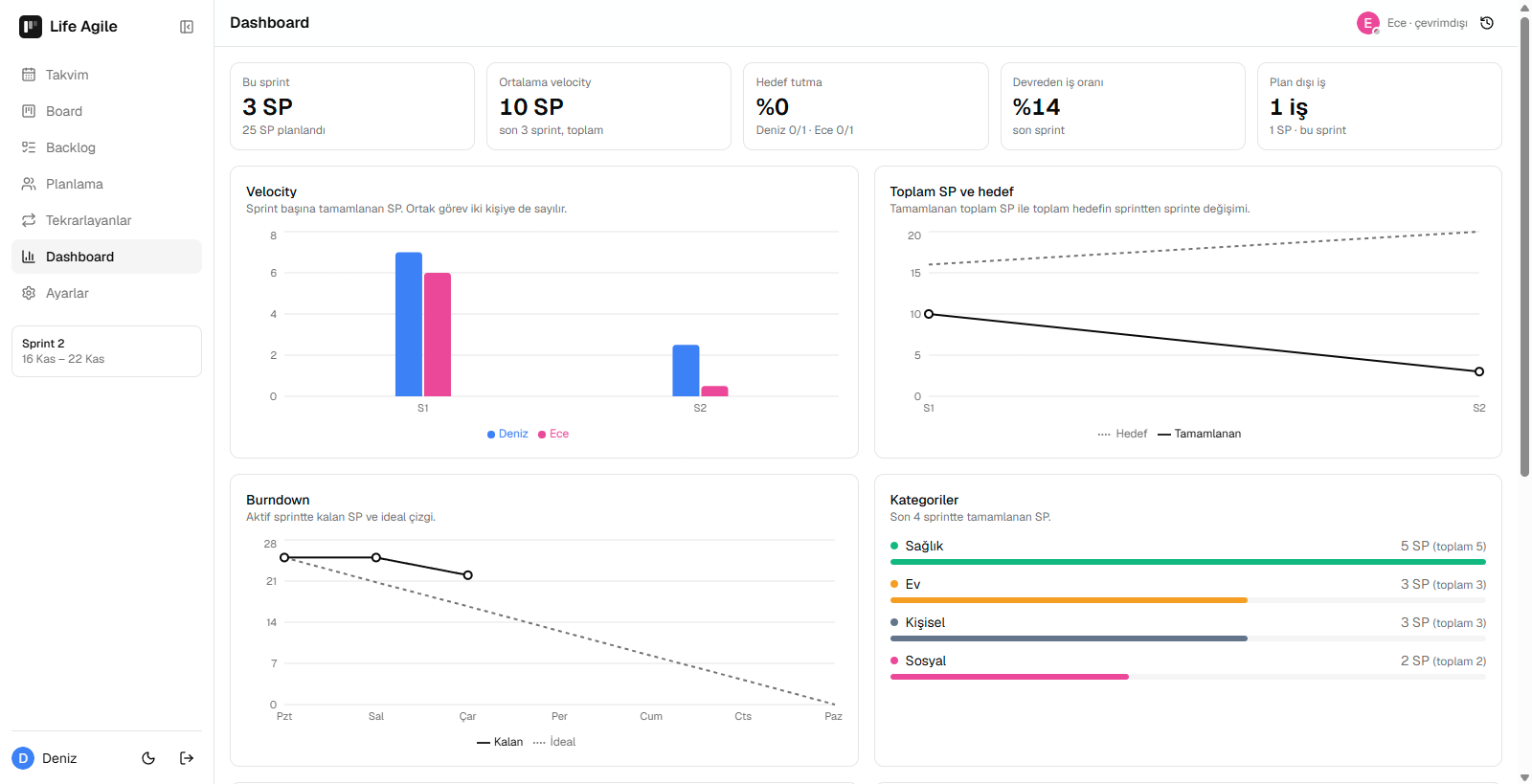 Life Agile
Takvim
Board
Backlog
Planlama
Tekrarlayanlar
Dashboard
Ayarlar
Sprint 2
16 Kas – 22 Kas
D Deniz
Dashboard
E Ece · çevrimdışı
Bu sprint
3 SP
25 SP planlandı
Ortalama velocity
10 SP
son 3 sprint, toplam
Hedef tutma
%0
Deniz 0/1 · Ece 0/1
Devreden iş oranı
%14
son sprint
Plan dışı iş
1 iş
1 SP · bu sprint
Velocity
Sprint başına tamamlanan SP. Ortak görev iki kişiye de sayılır.
8
6
4
2
0
S1 S2
Deniz Ece
Toplam SP ve hedef
Tamamlanan toplam SP ile toplam hedefin sprintten sprinte değişimi.
20
15
10
5
0
S1 S2
Hedef Tamamlanan
Burndown
Aktif sprintte kalan SP ve ideal çizgi.
28
21
14
7
0
Pzt Sal Çar Per Cum Cts Paz
Kalan İdeal
Kategoriler
Son 4 sprintte tamamlanan SP.
Sağlık 5 SP (toplam 5)
Ev 3 SP (toplam 3)
Kişisel 3 SP (toplam 3)
Sosyal 2 SP (toplam 2)